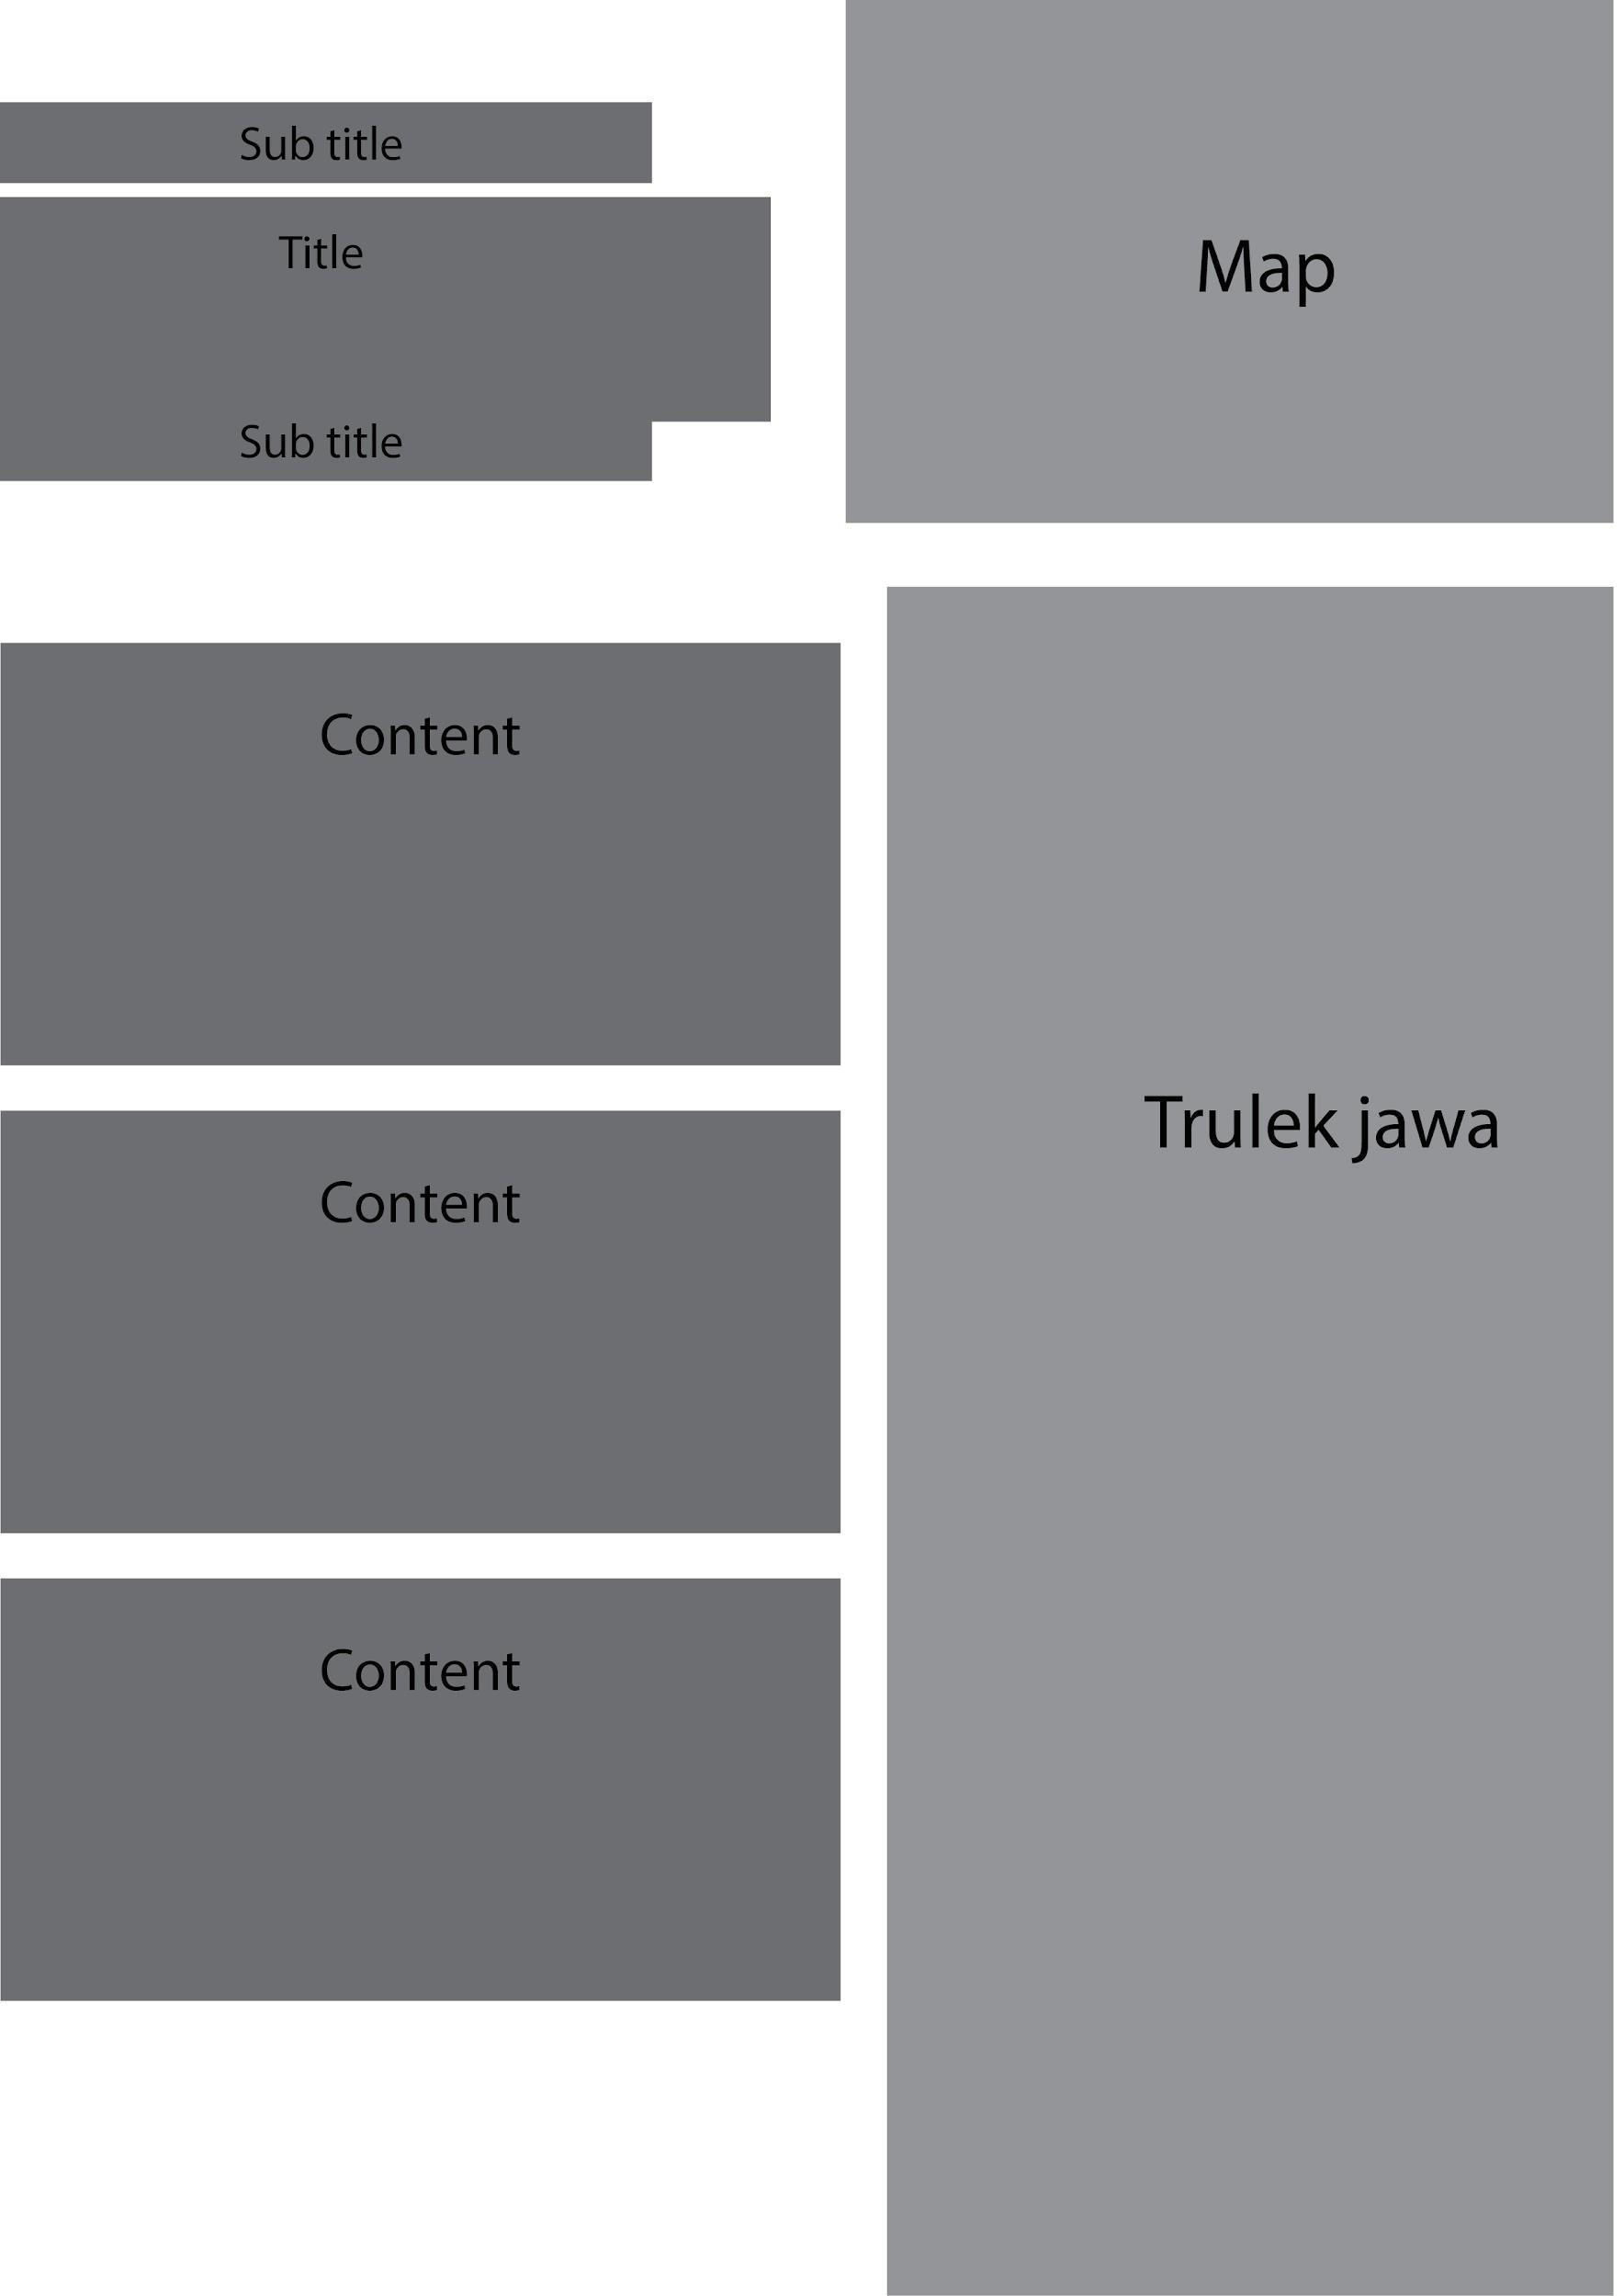 Sub title
Title
Sub title
Map
Content
Content
Content
Trulek jawa